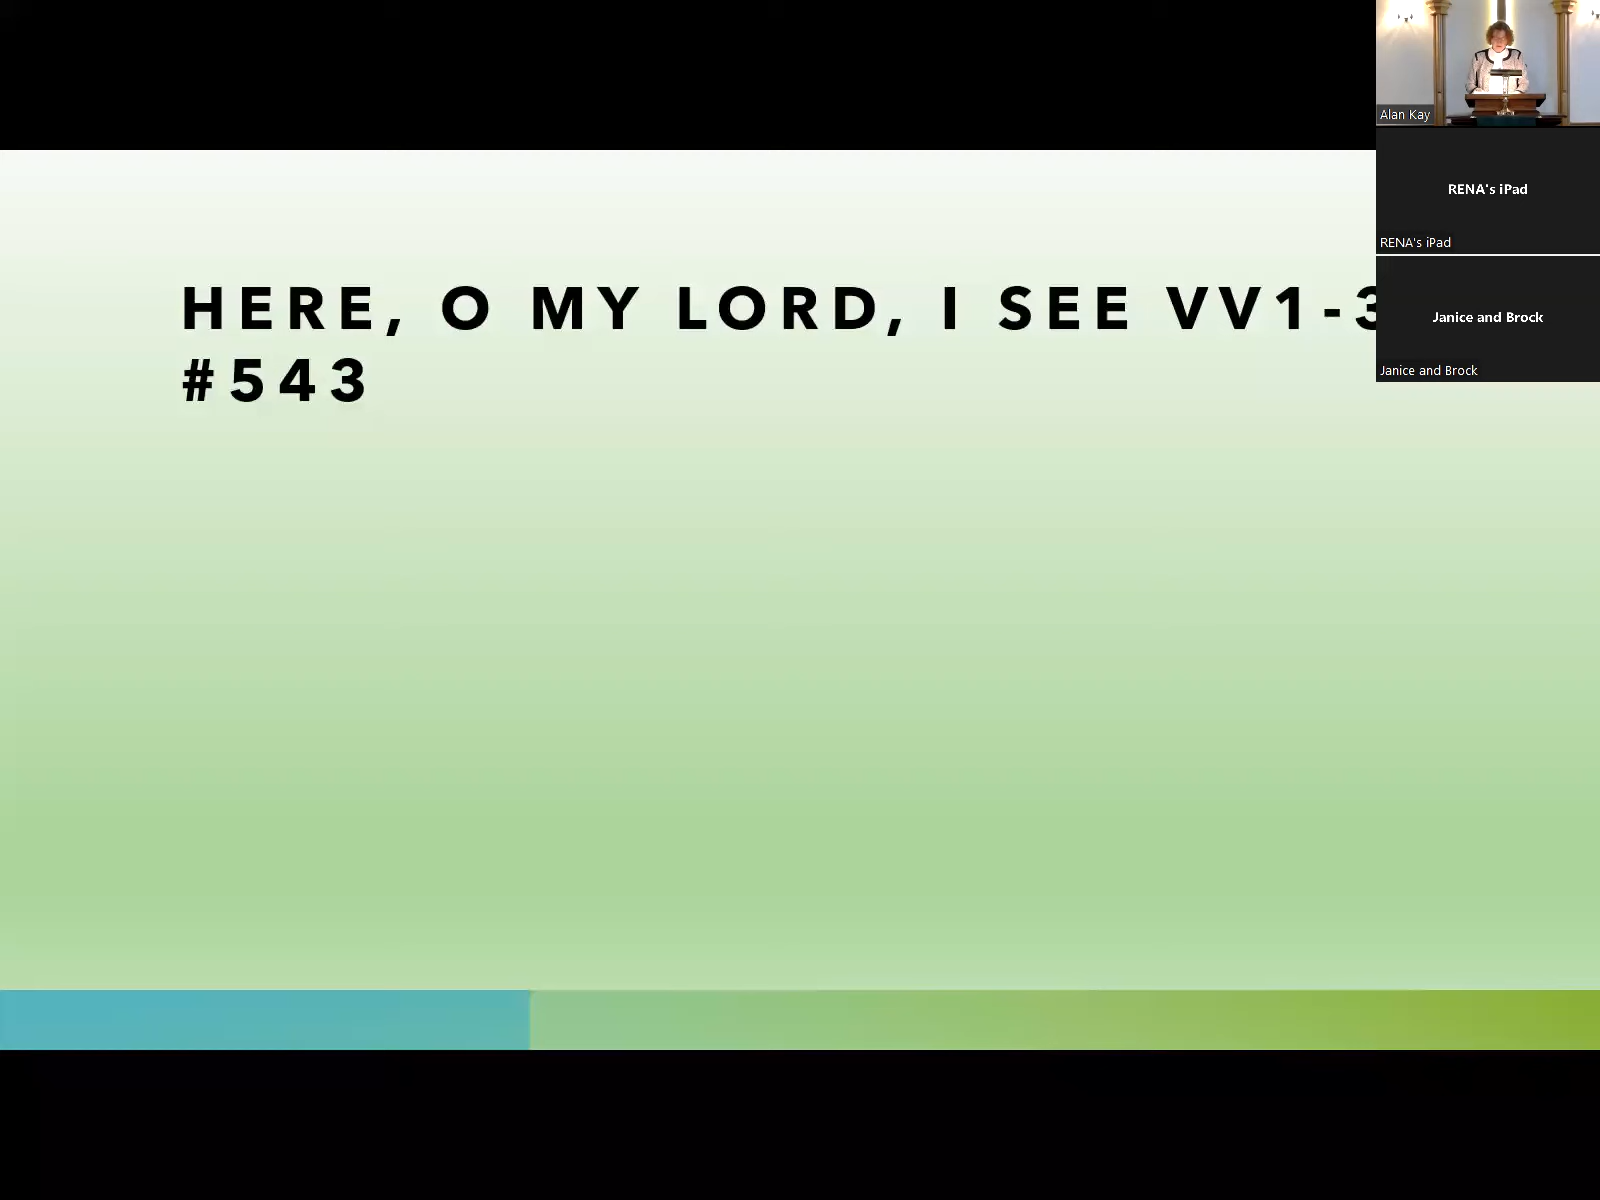 HERE, O MY LORD, I SEE VV1-3
#543
Alan Kay
RENA's iPad
RENA's iPad
Janice and Brock
Janice and Brock